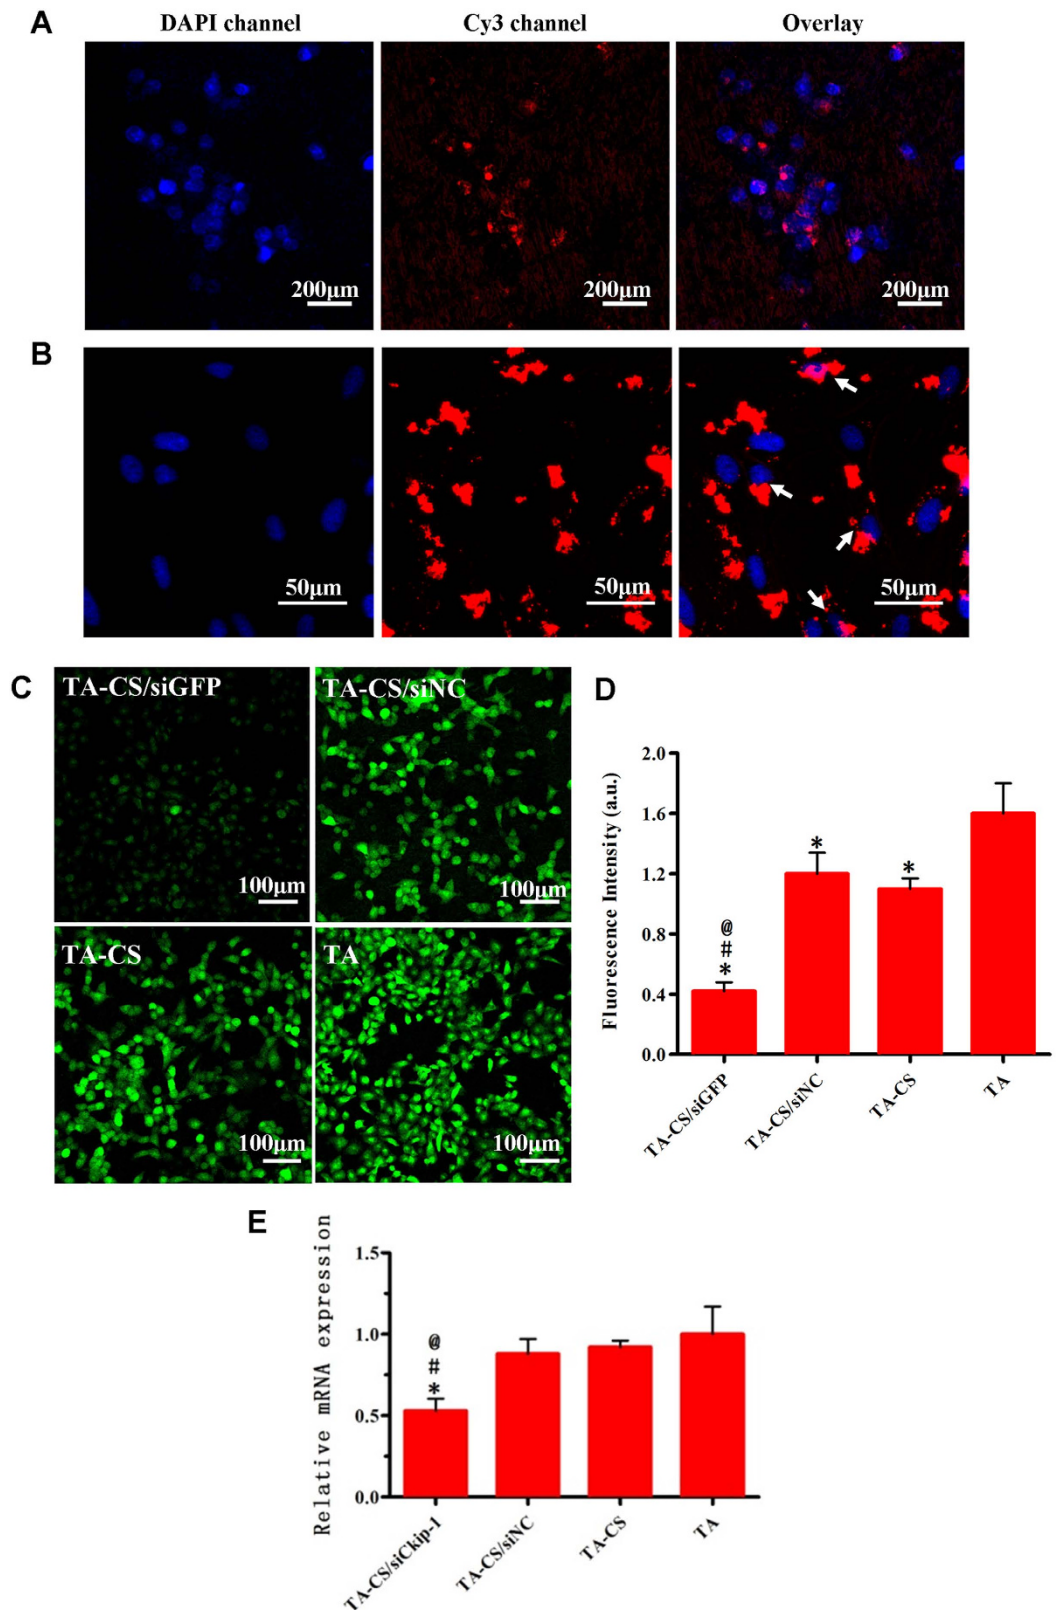 A
DAPI channel
Cy3 channel
Overlay
200μm
200μm
200μm
B
50μm
50μm
50μm
C
TA-CS/siGFP
TA-CS/siNC
100μm
100μm
TA-CS
TA
100μm
100μm
D
Fluorescence Intensity (a.u.)
2.0
1.6
1.2
0.8
0.4
0.0
@
#
*
*
*
TA-CS/siGFP
TA-CS/siNC
TA-CS
TA
E
Relative mRNA expression
1.5
1.0
0.5
0.0
@
#
*
TA-CS/siCkip-1
TA-CS/siNC
TA-CS
TA